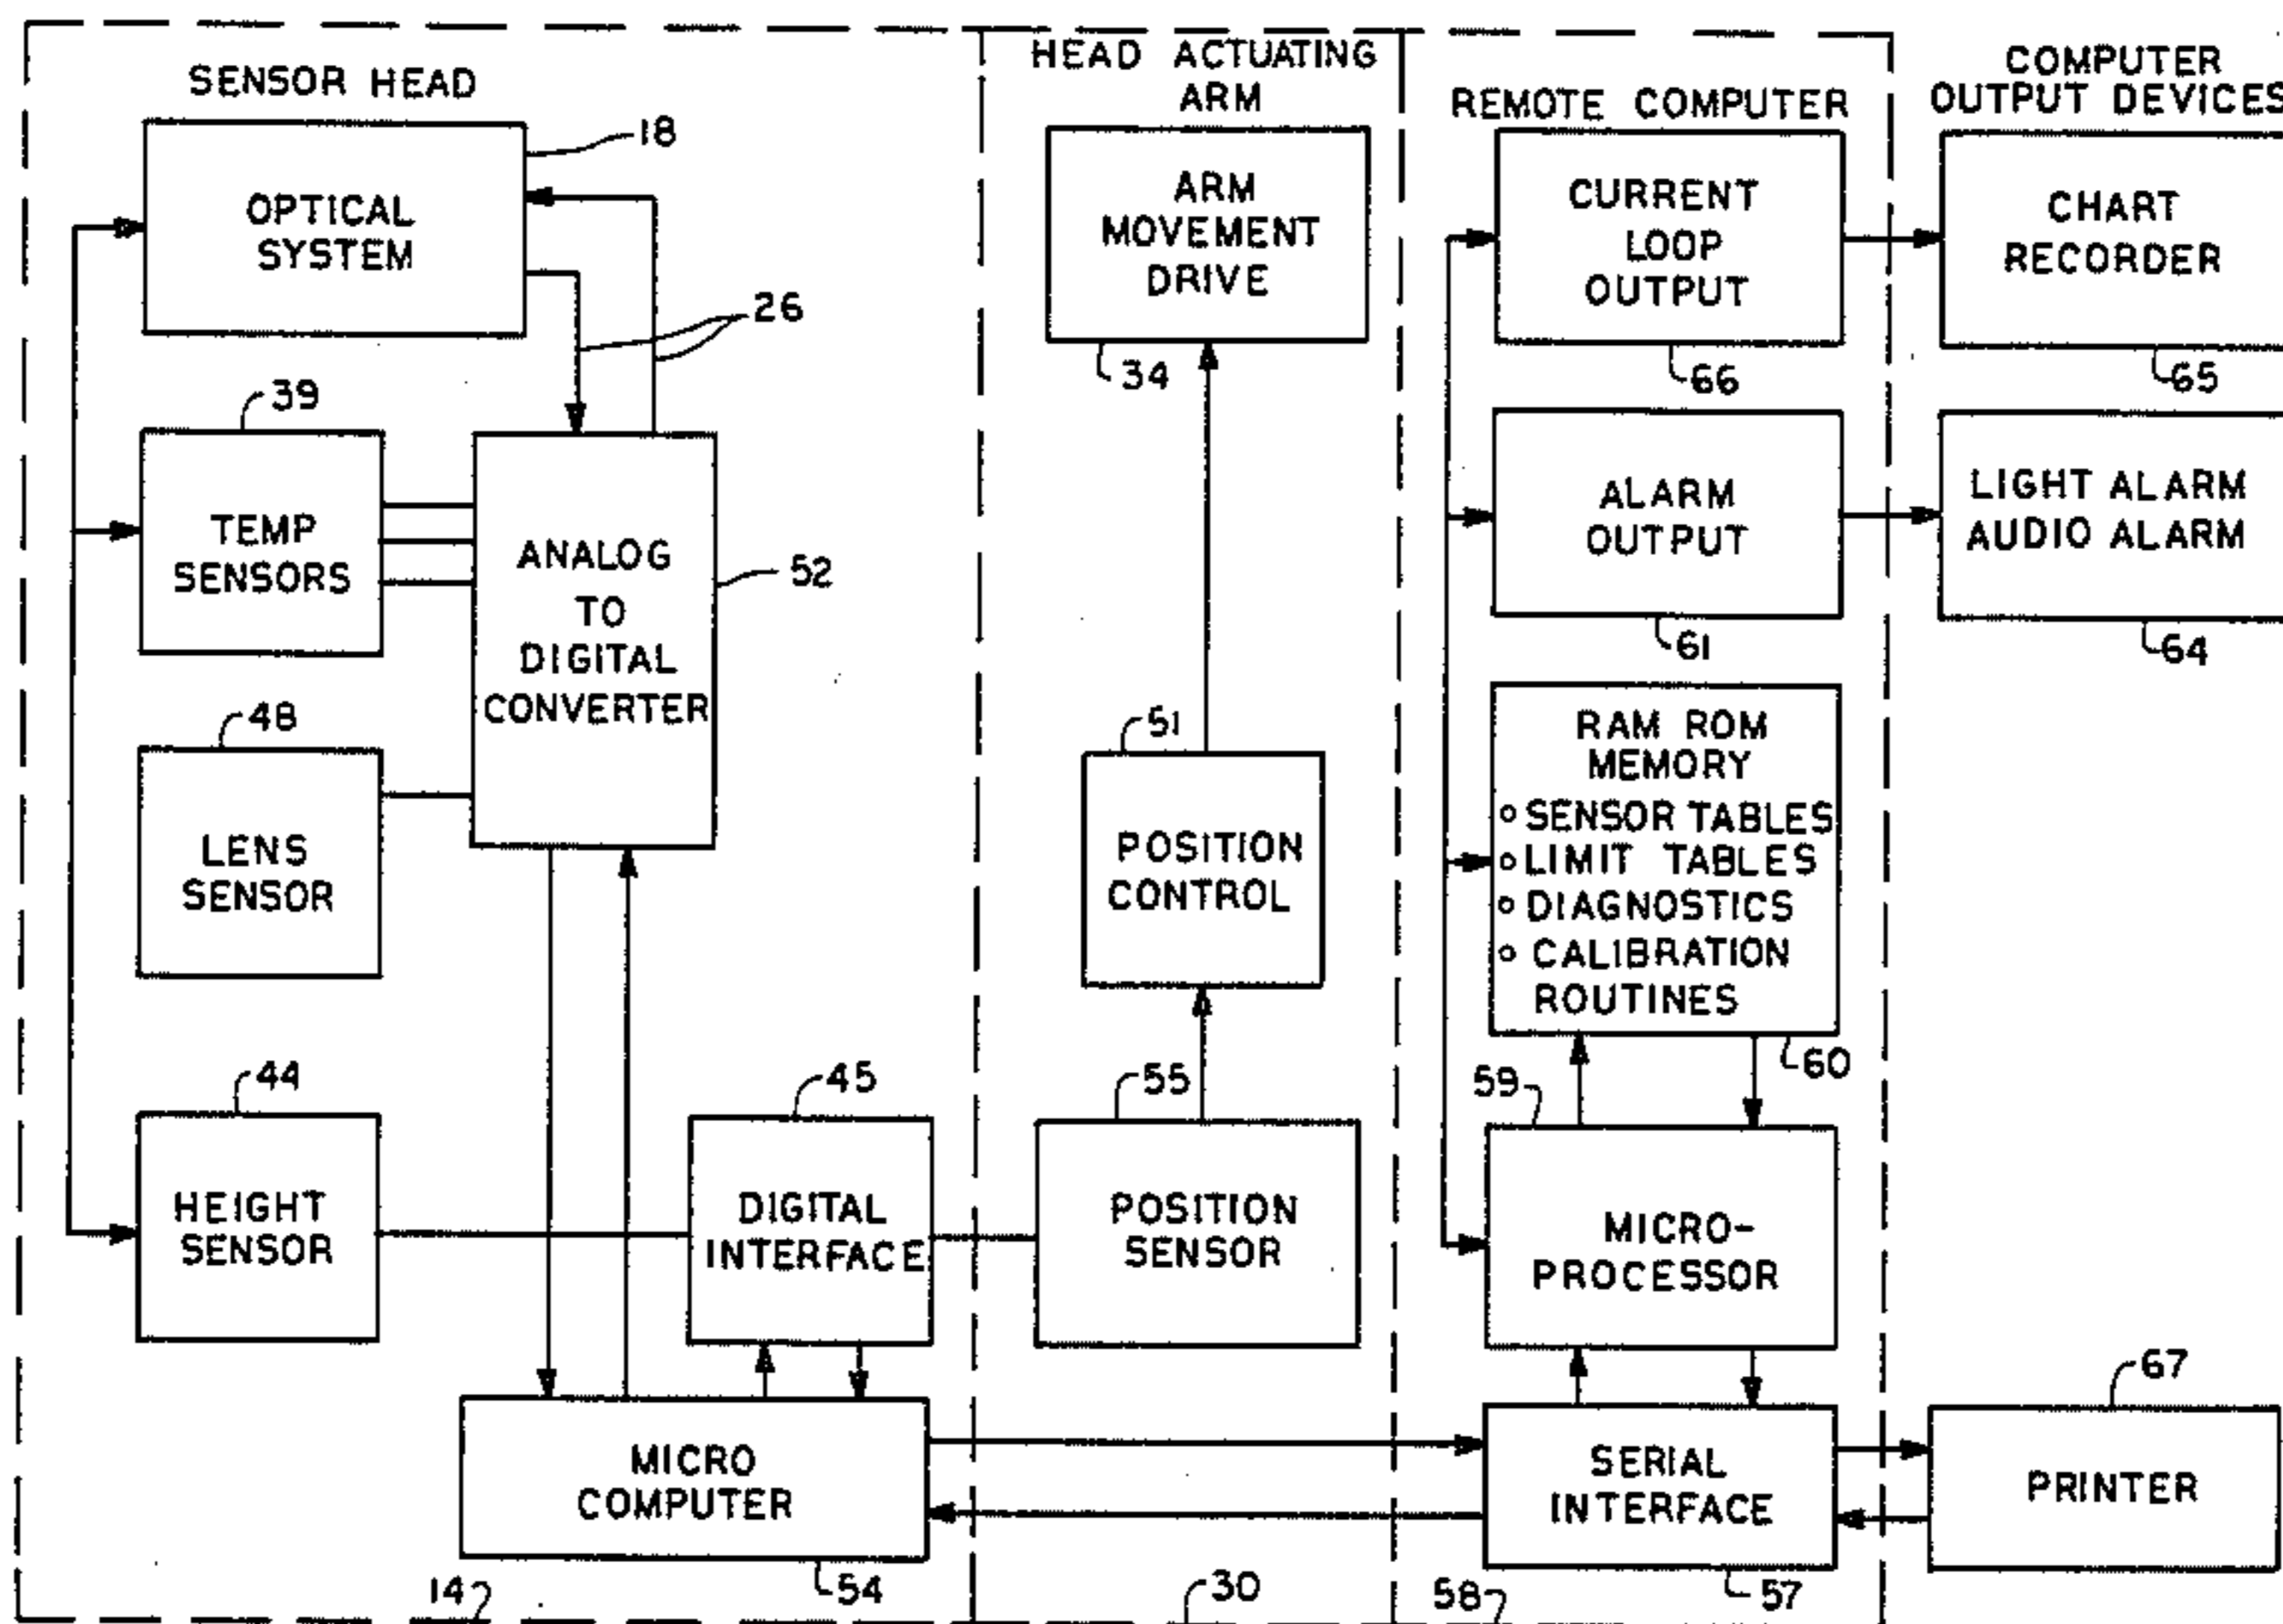 SENSOR HEAD
18
OPTICAL
SYSTEM
26
39
TEMP
SENSORS
ANALOG
TO
DIGITAL
CONVERTER
52
48
LENS
SENSOR
44
HEIGHT
SENSOR
45
DIGITAL
INTERFACE
MICRO
COMPUTER
54
14
HEAD ACTUATING
ARM
ARM
MOVEMENT
DRIVE
34
51
POSITION
CONTROL
55
POSITION
SENSOR
30
REMOTE COMPUTER
CURRENT
LOOP
OUTPUT
66
ALARM
OUTPUT
61
RAM ROM
MEMORY
o SENSOR TABLES
o LIMIT TABLES
o DIAGNOSTICS
o CALIBRATION
ROUTINES
60
59
MICRO-
PROCESSOR
SERIAL
INTERFACE
57
58
COMPUTER
OUTPUT DEVICES
CHART
RECORDER
65
LIGHT ALARM
AUDIO ALARM
64
67
PRINTER